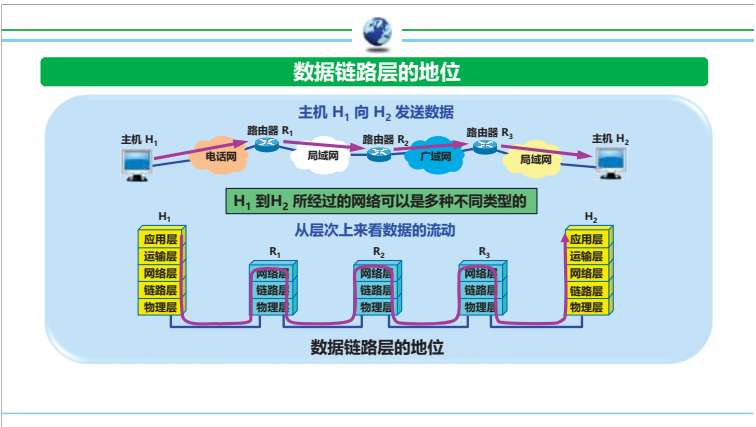 数据链路层的地位
主机 H1 向 H2 发送数据
主机 H1
路由器 R1
路由器 R2
路由器 R3
主机 H2
电话网
局域网
广域网
局域网
H1 到H2 所经过的网络可以是多种不同类型的
从层次上来看数据的流动
H1
应用层
运输层
网络层
链路层
物理层
R1
网络层
链路层
物理层
R2
网络层
链路层
物理层
R3
网络层
链路层
物理层
H2
应用层
运输层
网络层
链路层
物理层
数据链路层的地位